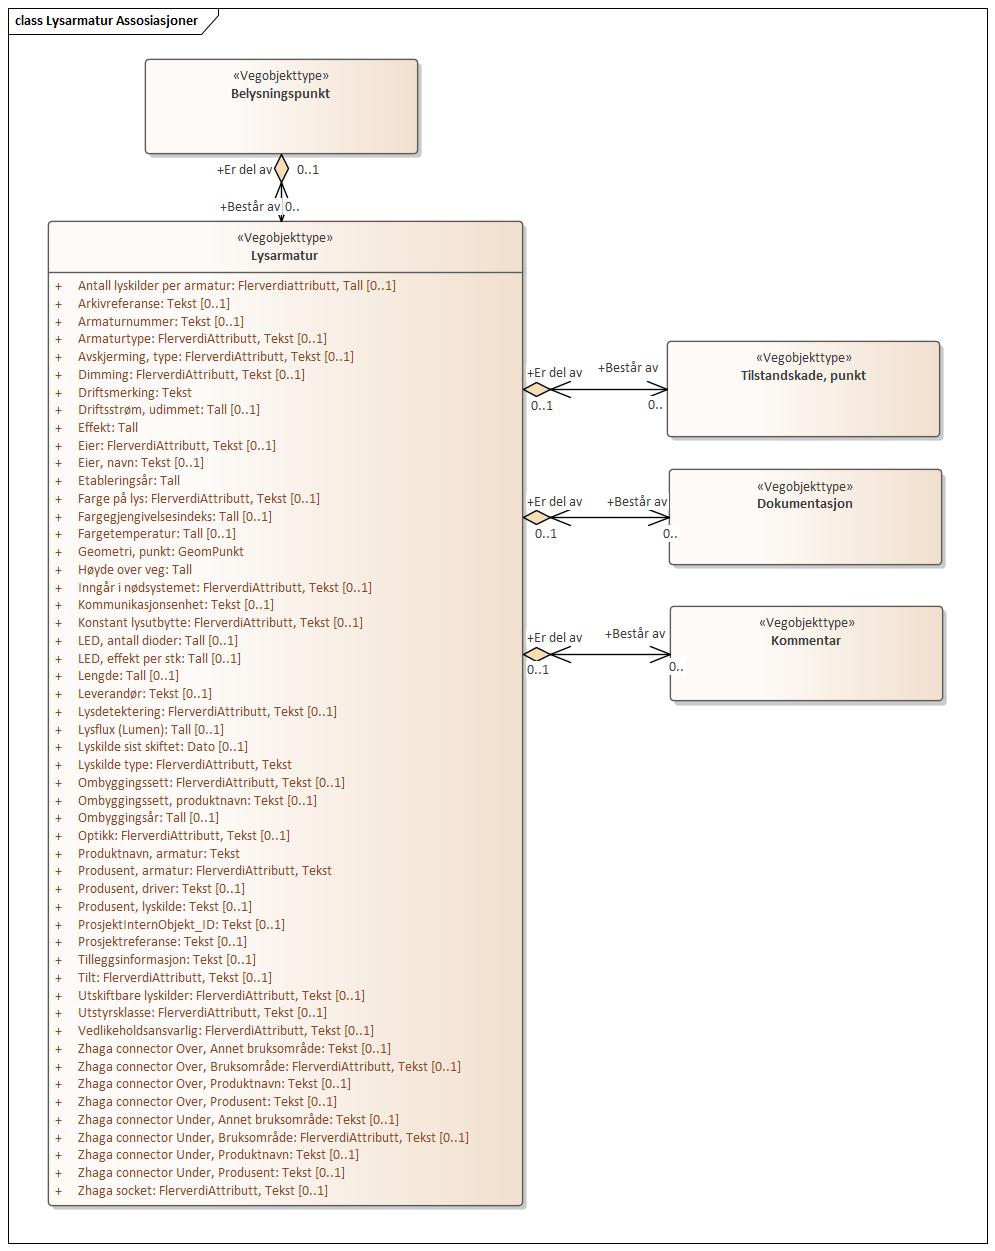 class Lysarmatur Assosiasjoner
«Vegobjekttype»
Belysningspunkt
+Er del av 0..1
+Består av 0..
«Vegobjekttype»
Lysarmatur
+ Antall lyskilder per armatur: Flerverdiattributt, Tall [0..1]
+ Arkivreferanse: Tekst [0..1]
+ Armaturnummer: Tekst [0..1]
+ Armaturtype: FlerverdiAttributt, Tekst [0..1]
+ Avskjerming, type: FlerverdiAttributt, Tekst [0..1]
+ Dimming: FlerverdiAttributt, Tekst [0..1]
+ Driftsmerking: Tekst
+ Driftsstrøm, udimmet: Tall [0..1]
+ Effekt: Tall
+ Eier: FlerverdiAttributt, Tekst [0..1]
+ Eier, navn: Tekst [0..1]
+ Etableringsår: Tall
+ Farge på lys: FlerverdiAttributt, Tekst [0..1]
+ Fargegjengivelsesindeks: Tall [0..1]
+ Fargetemperatur: Tall [0..1]
+ Geometri, punkt: GeomPunkt
+ Høyde over veg: Tall
+ Inngår i nødsystemet: FlerverdiAttributt, Tekst [0..1]
+ Kommunikasjonsenhet: Tekst [0..1]
+ Konstant lysutbytte: FlerverdiAttributt, Tekst [0..1]
+ LED, antall dioder: Tall [0..1]
+ LED, effekt per stk: Tall [0..1]
+ Lengde: Tall [0..1]
+ Leverandør: Tekst [0..1]
+ Lysdetektering: FlerverdiAttributt, Tekst [0..1]
+ Lysflux (Lumen): Tall [0..1]
+ Lyskilde sist skiftet: Dato [0..1]
+ Lyskilde type: FlerverdiAttributt, Tekst
+ Ombyggingssett: FlerverdiAttributt, Tekst [0..1]
+ Ombyggingssett, produktnavn: Tekst [0..1]
+ Ombyggingsår: Tall [0..1]
+ Optikk: FlerverdiAttributt, Tekst [0..1]
+ Produktnavn, armatur: Tekst
+ Produsent, armatur: FlerverdiAttributt, Tekst
+ Produsent, driver: Tekst [0..1]
+ Produsent, lyskilde: Tekst [0..1]
+ ProsjektInternObjekt_ID: Tekst [0..1]
+ Prosjektreferanse: Tekst [0..1]
+ Tilleggsinformasjon: Tekst [0..1]
+ Tilt: FlerverdiAttributt, Tekst [0..1]
+ Utskiftbare lyskilder: FlerverdiAttributt, Tekst [0..1]
+ Utstyrsklasse: FlerverdiAttributt, Tekst [0..1]
+ Vedlikeholdsansvarlig: FlerverdiAttributt, Tekst [0..1]
+ Zhaga connector Over, Annet bruksområde: Tekst [0..1]
+ Zhaga connector Over, Bruksområde: FlerverdiAttributt, Tekst [0..1]
+ Zhaga connector Over, Produktnavn: Tekst [0..1]
+ Zhaga connector Over, Produsent: Tekst [0..1]
+ Zhaga connector Under, Annet bruksområde: Tekst [0..1]
+ Zhaga connector Under, Bruksområde: FlerverdiAttributt, Tekst [0..1]
+ Zhaga connector Under, Produktnavn: Tekst [0..1]
+ Zhaga connector Under, Produsent: Tekst [0..1]
+ Zhaga socket: FlerverdiAttributt, Tekst [0..1]
+Er del av +Består av
0..1 0..
«Vegobjekttype»
Tilstandskade, punkt
+Er del av +Består av
0..1 0..
«Vegobjekttype»
Dokumentasjon
+Er del av +Består av
0..1 0..
«Vegobjekttype»
Kommentar